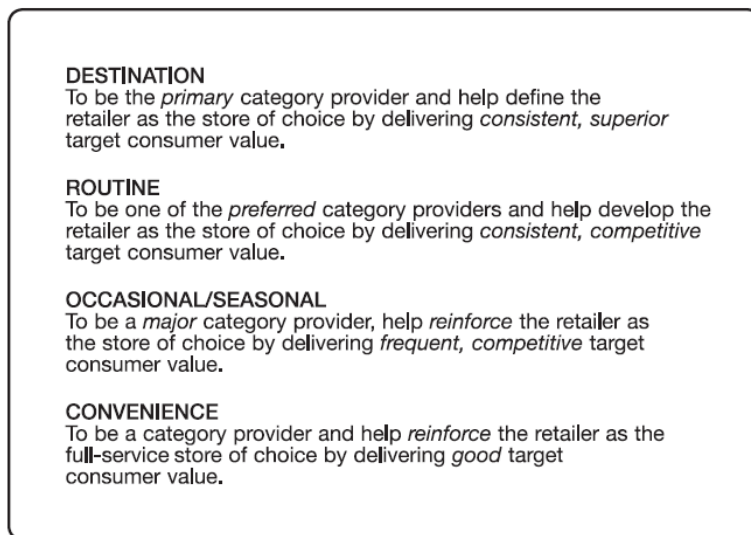 DESTINATION
To be the primary category provider and help define the
retailer as the store of choice by delivering consistent, superior
target consumer value.
ROUTINE
To be one of the preferred category providers and help develop the
retailer as the store of choice by delivering consistent, competitive
target consumer value.
OCCASIONAL/SEASONAL
To be a major category provider, help reinforce the retailer as
the store of choice by delivering frequent, competitive target
consumer value.
CONVENIENCE
To be a category provider and help reinforce the retailer as the
full-service store of choice by delivering good target
consumer value.